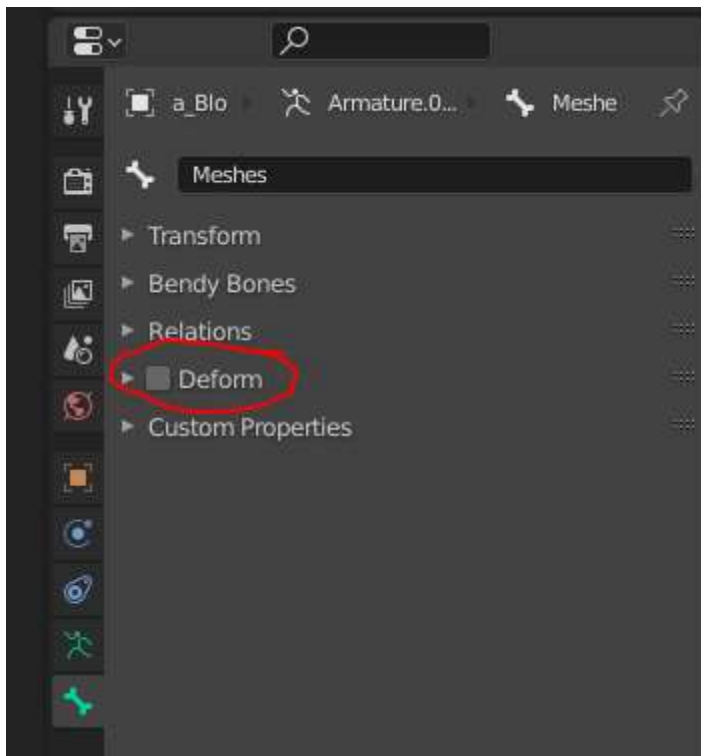 a_Blo Armature.0... Meshe
Meshes
Transform
Bendy Bones
Relations
Deform
Custom Properties